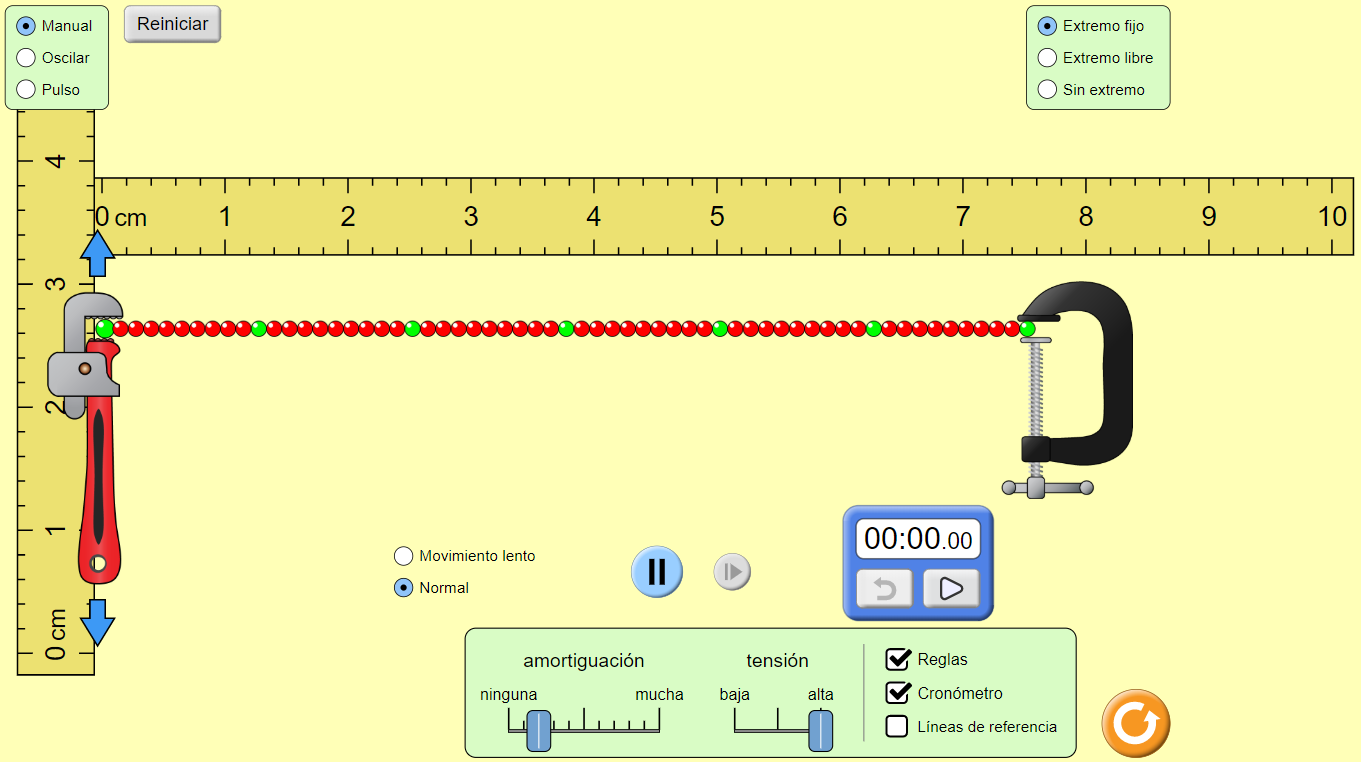 Manual
Oscilar
Pulso
Reiniciar
Extremo fijo
Extremo libre
Sin extremo
4
3
2
1
0 cm
0 cm 1 2 3 4 5 6 7 8 9 10
Movimiento lento
Normal
00:00.00
amortiguación
ninguna mucha
tensión
baja alta
Reglas
Cronómetro
Líneas de referencia